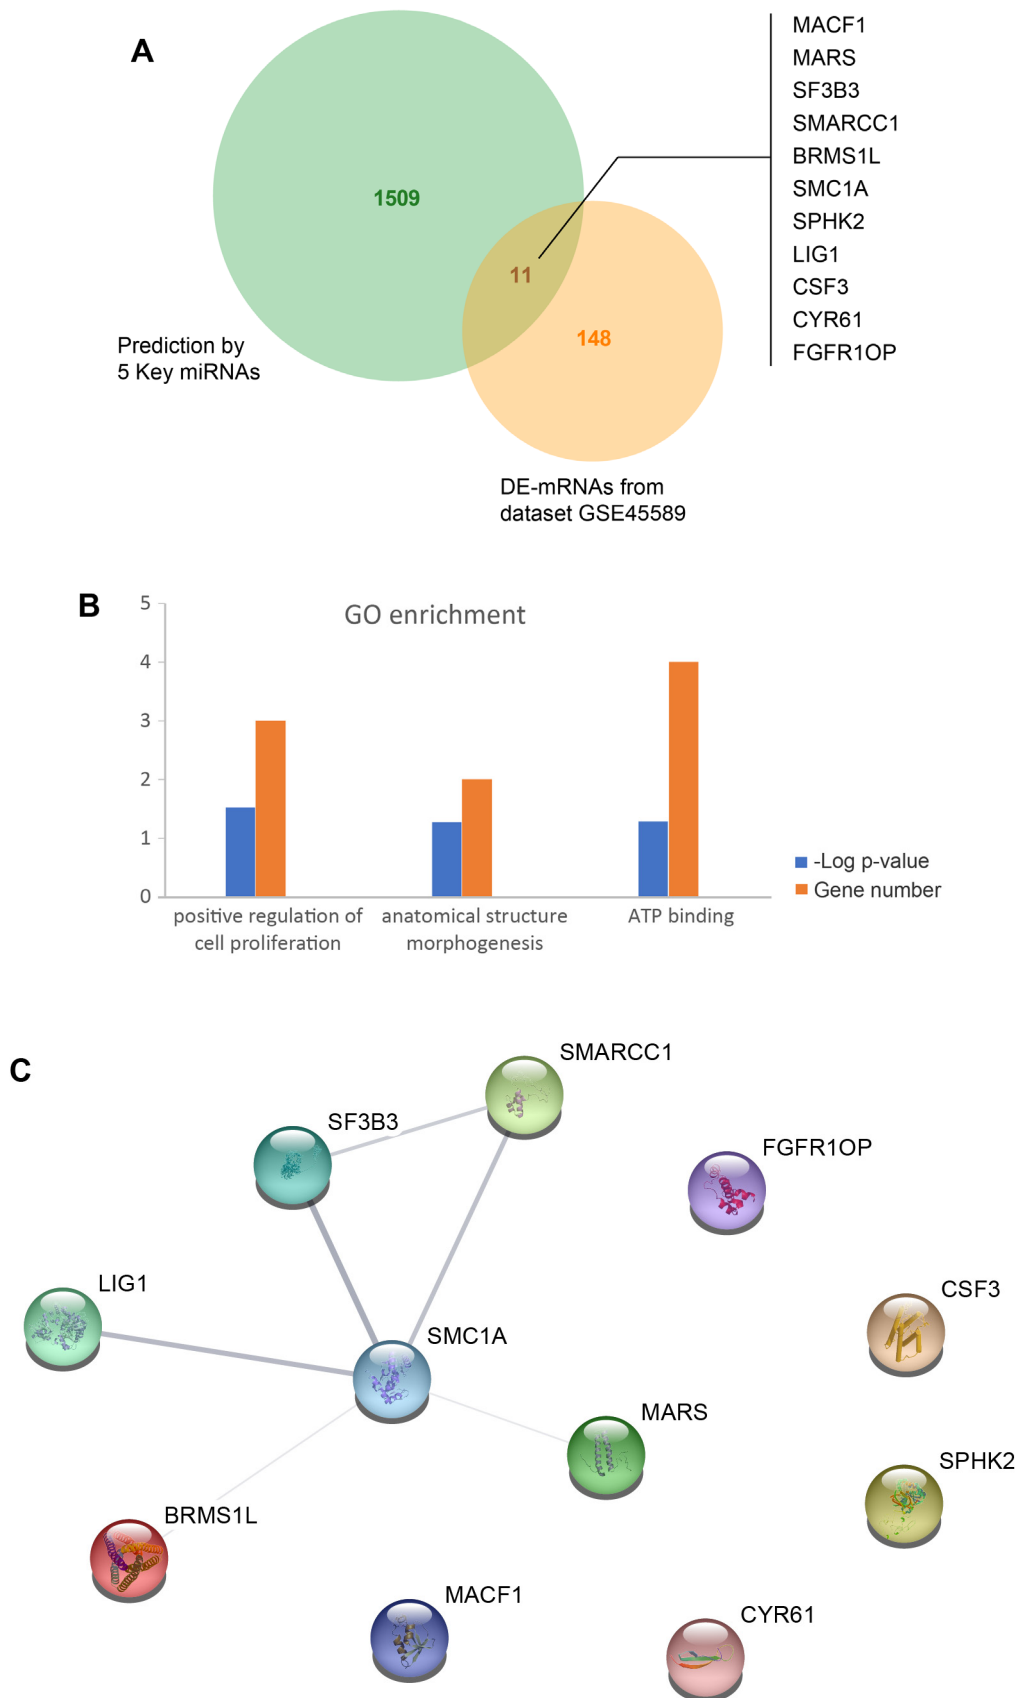 A
1509
11
148
Prediction by
5 Key miRNAs
DE-mRNAs from
dataset GSE45589
MACF1
MARS
SF3B3
SMARCC1
BRMS1L
SMC1A
SPHK2
LIG1
CSF3
CYR61
FGFR1OP
B
GO enrichment
5
4
3
2
1
0
positive regulation of
cell proliferation
anatomical structure
morphogenesis
ATP binding
-Log p-value
Gene number
C
SMARCC1
SF3B3
FGFR1OP
LIG1
CSF3
SMC1A
MARS
SPHK2
BRMS1L
MACF1
CYR61